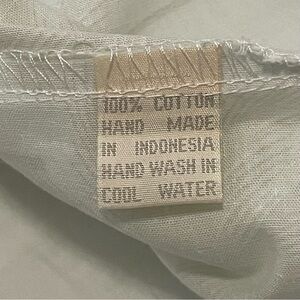 100% COTTON
HAND MADE
IN INDONESIA
HAND WASH IN
COOL WATER